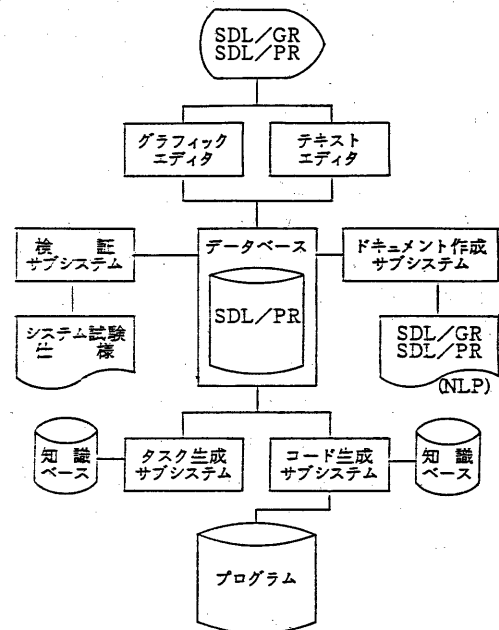 SDL/GR
SDL/PR
グラフィック
エディタ
テキスト
エディタ
検　証
サブシステム
データベース
ドキュメント作成
サブシステム
SDL/PR
システム試験
仕　様
SDL/GR
SDL/PR
(NLP)
知　識
ベース
タスク生成
サブシステム
コード生成
サブシステム
知　識
ベース
プログラム